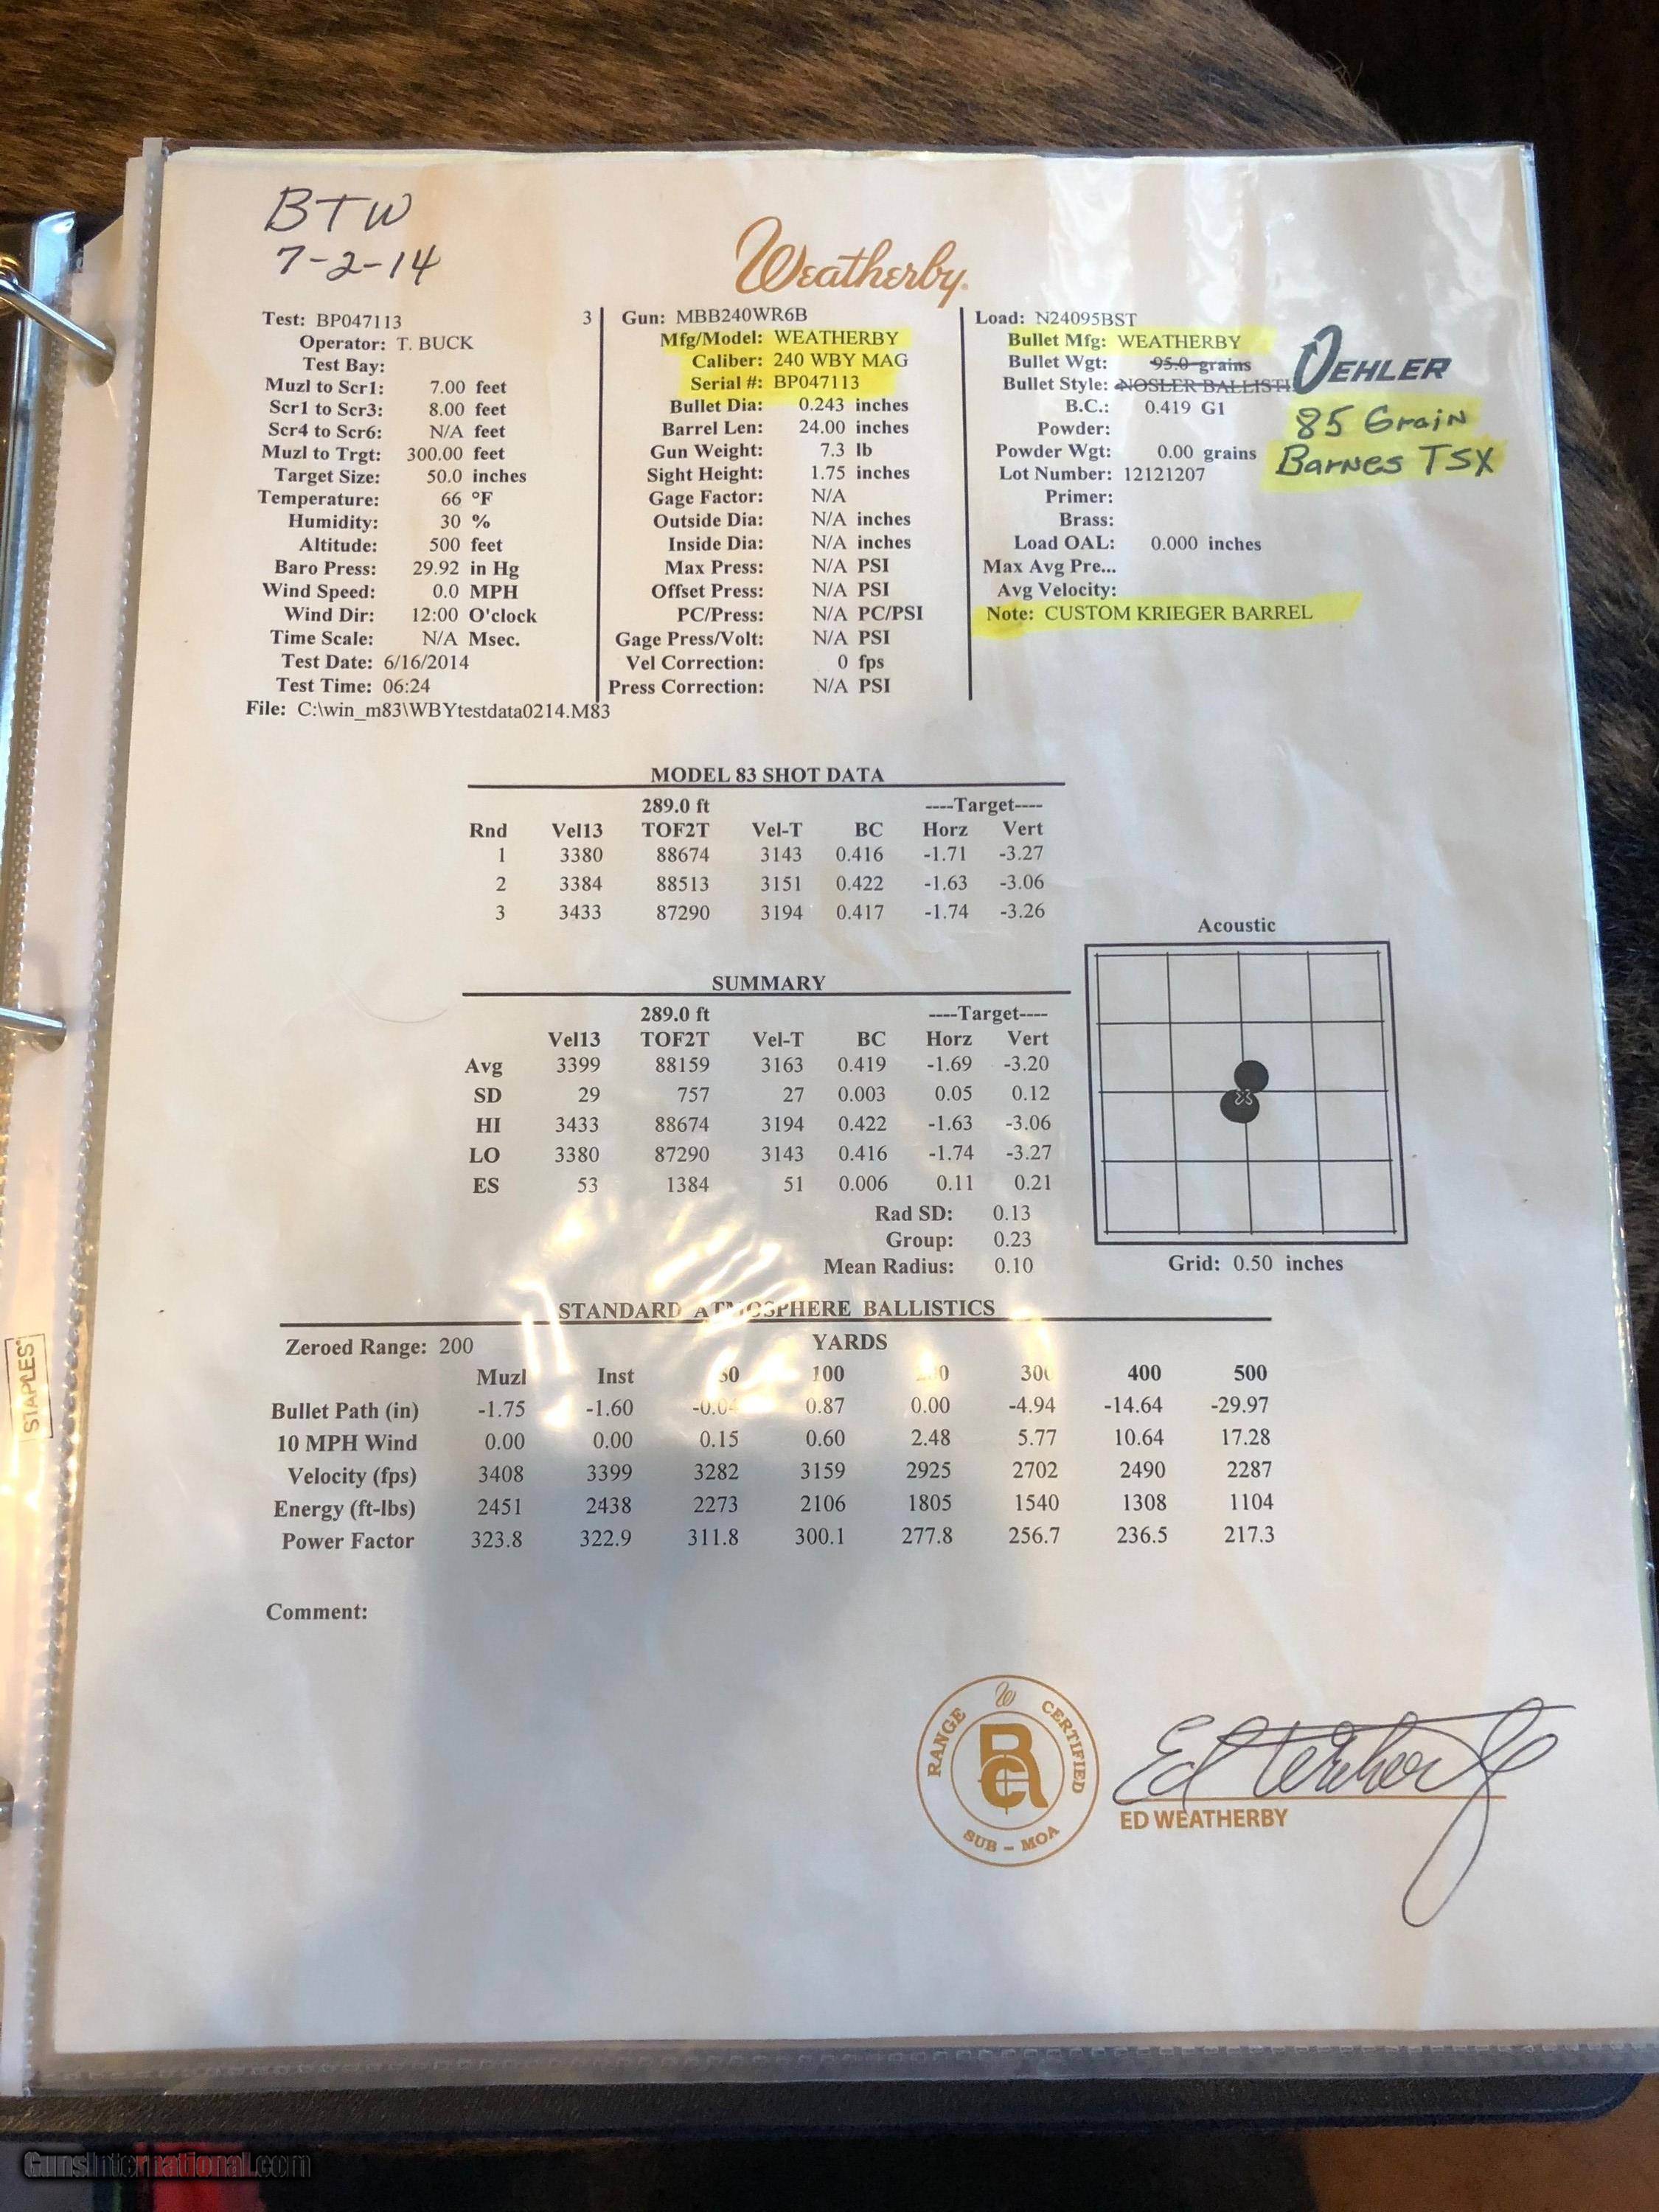 BTW
7-2-14
Weatherby
Test: BP047113 3 Gun: MBB240WR6B Load: N24095BST
Operator: T. BUCK Mfg/Model: WEATHERBY Bullet Mfg: WEATHERBY
Test Bay: Caliber: 240 WBY MAG Bullet Wgt: 95.0 grains
OEHLER
Muzl to Scr1: 7.00 feet Serial #: BP047113 Bullet Style: NOSLER BALLISTI
Scr1 to Scr3: 8.00 feet Bullet Dia: 0.243 inches B.C.: 0.419 G1
85 Grain
Scr4 to Scr6: N/A feet Barrel Len: 24.00 inches Powder:
Muzl to Trgt: 300.00 feet Gun Weight: 7.3 lb Powder Wgt: 0.00 grains
Barnes TSX
Target Size: 50.0 inches Sight Height: 1.75 inches Lot Number: 12121207
Temperature: 66 °F Gage Factor: N/A Primer:
Humidity: 30 % Outside Dia: N/A inches Brass:
Altitude: 500 feet Inside Dia: N/A inches Load OAL: 0.000 inches
Baro Press: 29.92 in Hg Max Press: N/A PSI Max Avg Pre...
Wind Speed: 0.0 MPH Offset Press: N/A PSI Avg Velocity:
Wind Dir: 12:00 O'clock PC/Press: N/A PC/PSI Note: CUSTOM KRIEGER BARREL
Time Scale: N/A Msec. Gage Press/Volt: N/A PSI
Test Date: 6/16/2014 Vel Correction: 0 fps
Test Time: 06:24 Press Correction: N/A PSI
File: C:\win_m83\WBYtestdata0214.M83
MODEL 83 SHOT DATA
289.0 ft ----Target----
Rnd Vel13 TOF2T Vel-T BC Horz Vert
1 3380 88674 3143 0.416 -1.71 -3.27
2 3384 88513 3151 0.422 -1.63 -3.06
3 3433 87290 3194 0.417 -1.74 -3.26
Acoustic
SUMMARY
289.0 ft ----Target----
Vel13 TOF2T Vel-T BC Horz Vert
Avg 3399 88159 3163 0.419 -1.69 -3.20
SD 29 757 27 0.003 0.05 0.12
HI 3433 88674 3194 0.422 -1.63 -3.06
LO 3380 87290 3143 0.416 -1.74 -3.27
ES 53 1384 51 0.006 0.11 0.21
Rad SD: 0.13
Group: 0.23
Mean Radius: 0.10
Grid: 0.50 inches
STANDARD ATMOSPHERE BALLISTICS
Zeroed Range: 200 YARDS
Muzl Inst 50 100 300 400 500
Bullet Path (in) -1.75 -1.60 -0.04 0.87 0.00 -4.94 -14.64 -29.97
10 MPH Wind 0.00 0.00 0.15 0.60 2.48 5.77 10.64 17.28
Velocity (fps) 3408 3399 3282 3159 2925 2702 2490 2287
Energy (ft-lbs) 2451 2438 2273 2106 1805 1540 1308 1104
Power Factor 323.8 322.9 311.8 300.1 277.8 256.7 236.5 217.3
Comment:
RANGE CERTIFIED
RC
SUB - MOA
Ed Weatherby
ED WEATHERBY
STAPLES
GunsInternational.com